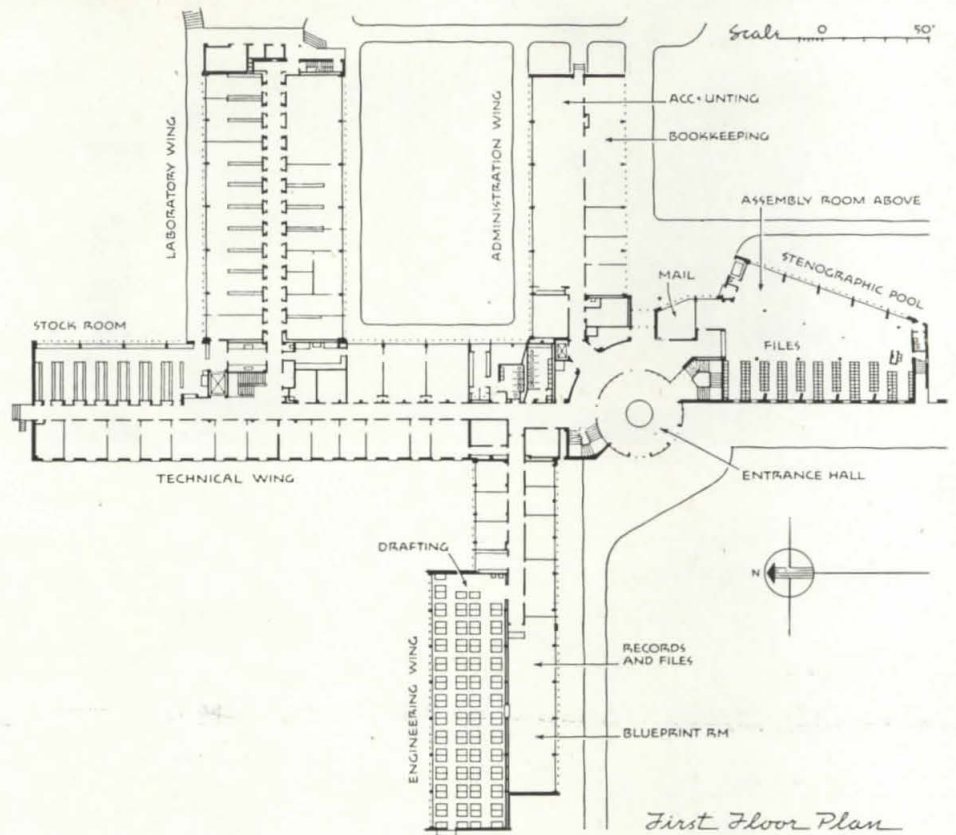 Scale 0 50'
ACC+UNTING
BOOKKEEPING
LABORATORY WING
ADMINISTRATION WING
ASSEMBLY ROOM ABOVE
STENOGRAPHIC POOL
MAIL
STOCK ROOM
FILES
TECHNICAL WING
ENTRANCE HALL
DRAFTING
N
ENGINEERING WING
RECORDS
AND FILES
BLUEPRINT RM
First Floor Plan